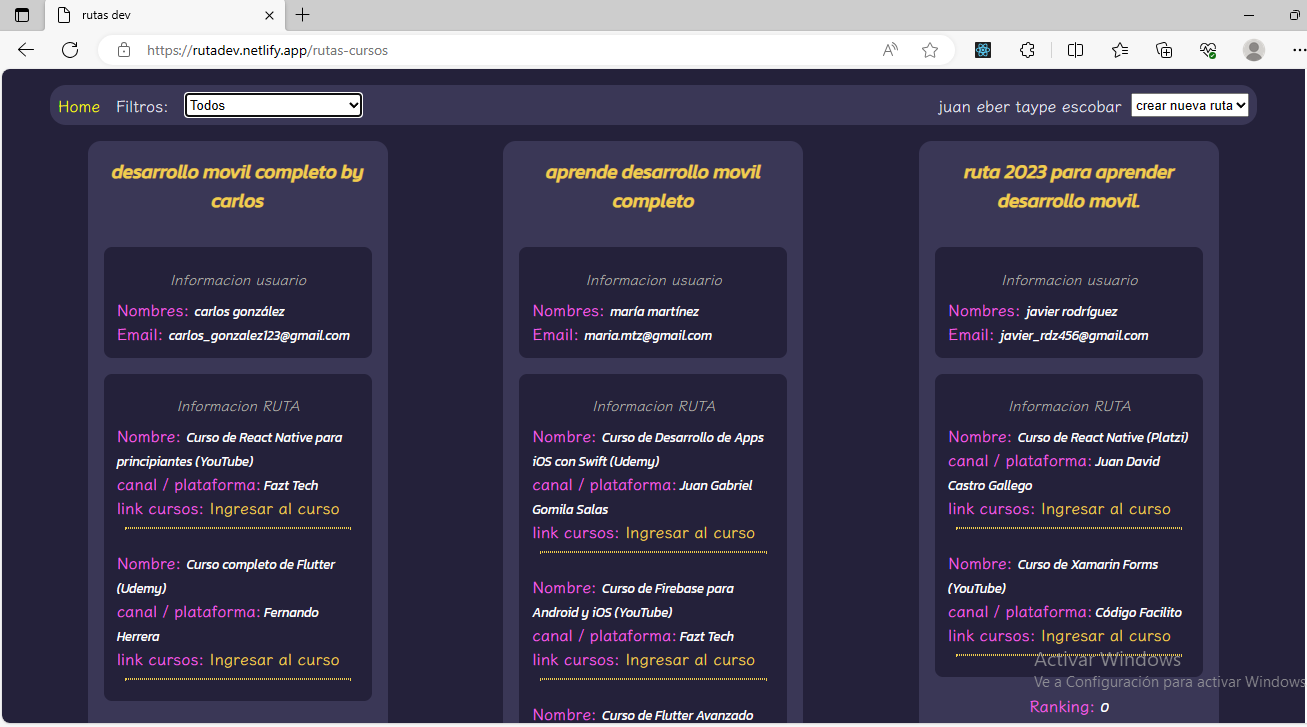 rutas dev
https://rutadev.netlify.app/rutas-cursos
Home Filtros: Todos juan eber taype escobar crear nueva ruta
desarrollo movil completo by
carlos
Informacion usuario
Nombres: carlos gonzález
Email: carlos_gonzalez123@gmail.com
Informacion RUTA
Nombre: Curso de React Native para
principiantes (YouTube)
canal / plataforma: Fazt Tech
link cursos: Ingresar al curso
Nombre: Curso completo de Flutter
(Udemy)
canal / plataforma: Fernando
Herrera
link cursos: Ingresar al curso
aprende desarrollo movil
completo
Informacion usuario
Nombres: maría martínez
Email: maria.mtz@gmail.com
Informacion RUTA
Nombre: Curso de Desarrollo de Apps
iOS con Swift (Udemy)
canal / plataforma: Juan Gabriel
Gomila Salas
link cursos: Ingresar al curso
Nombre: Curso de Firebase para
Android y iOS (YouTube)
canal / plataforma: Fazt Tech
link cursos: Ingresar al curso
Nombre: Curso de Flutter Avanzado
ruta 2023 para aprender
desarrollo movil.
Informacion usuario
Nombres: javier rodríguez
Email: javier_rdz456@gmail.com
Informacion RUTA
Nombre: Curso de React Native (Platzi)
canal / plataforma: Juan David
Castro Gallego
link cursos: Ingresar al curso
Nombre: Curso de Xamarin Forms
(YouTube)
canal / plataforma: Código Facilito
link cursos: Ingresar al curso
Activar Windows
Ve a Configuración para activar Windows
Ranking: 0